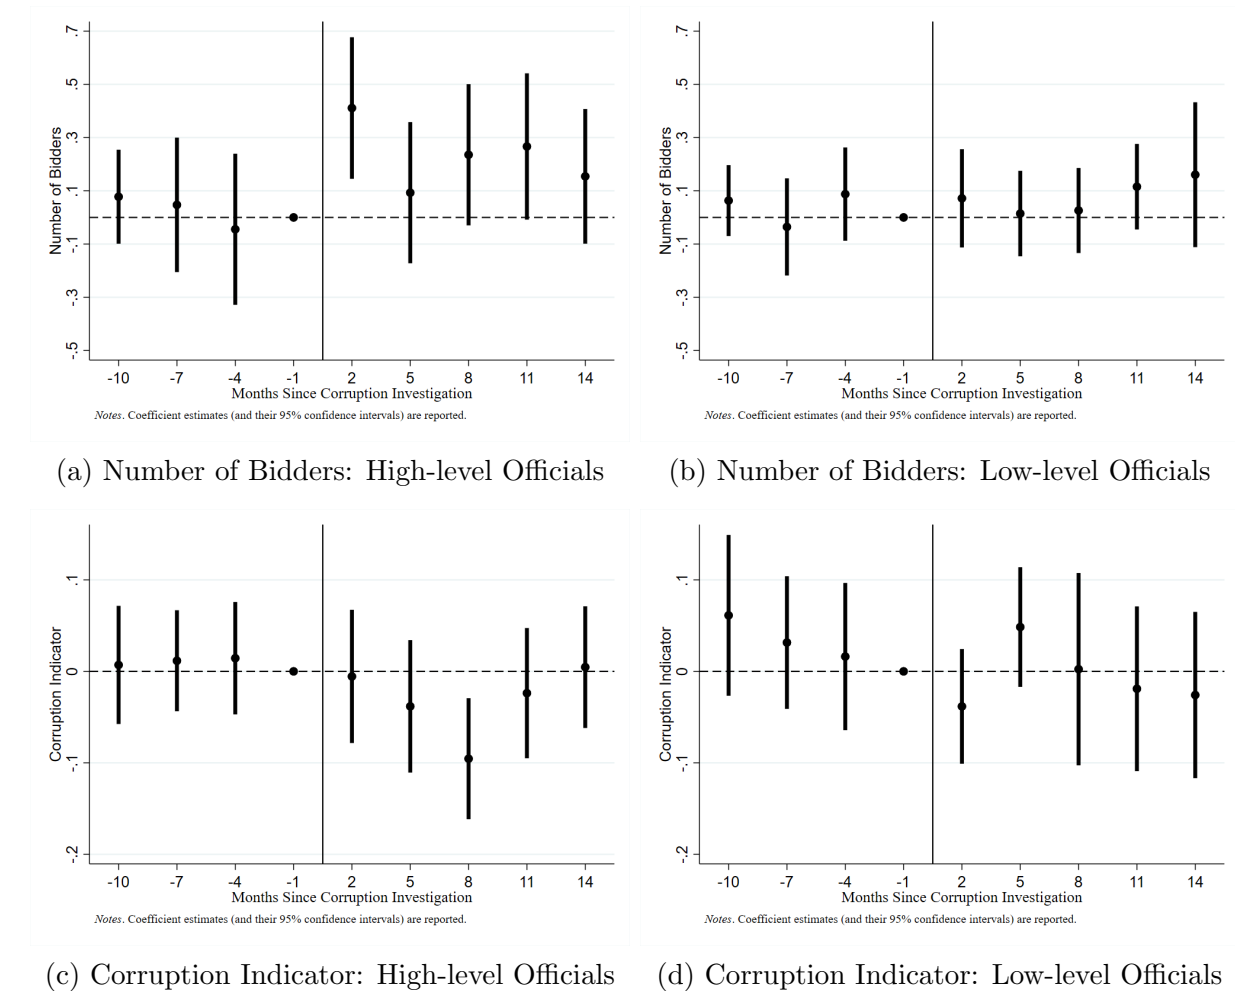 Number of Bidders
.7
.5
.3
.1
-.1
-.3
-.5
-10 -7 -4 -1 2 5 8 11 14
Months Since Corruption Investigation
Notes. Coefficient estimates (and their 95% confidence intervals) are reported.
(a) Number of Bidders: High-level Officials
Number of Bidders
.7
.5
.3
.1
-.1
-.3
-.5
-10 -7 -4 -1 2 5 8 11 14
Months Since Corruption Investigation
Notes. Coefficient estimates (and their 95% confidence intervals) are reported.
(b) Number of Bidders: Low-level Officials
Corruption Indicator
.1
0
-.1
-.2
-10 -7 -4 -1 2 5 8 11 14
Months Since Corruption Investigation
Notes. Coefficient estimates (and their 95% confidence intervals) are reported.
(c) Corruption Indicator: High-level Officials
Corruption Indicator
.1
0
-.1
-.2
-10 -7 -4 -1 2 5 8 11 14
Months Since Corruption Investigation
Notes. Coefficient estimates (and their 95% confidence intervals) are reported.
(d) Corruption Indicator: Low-level Officials